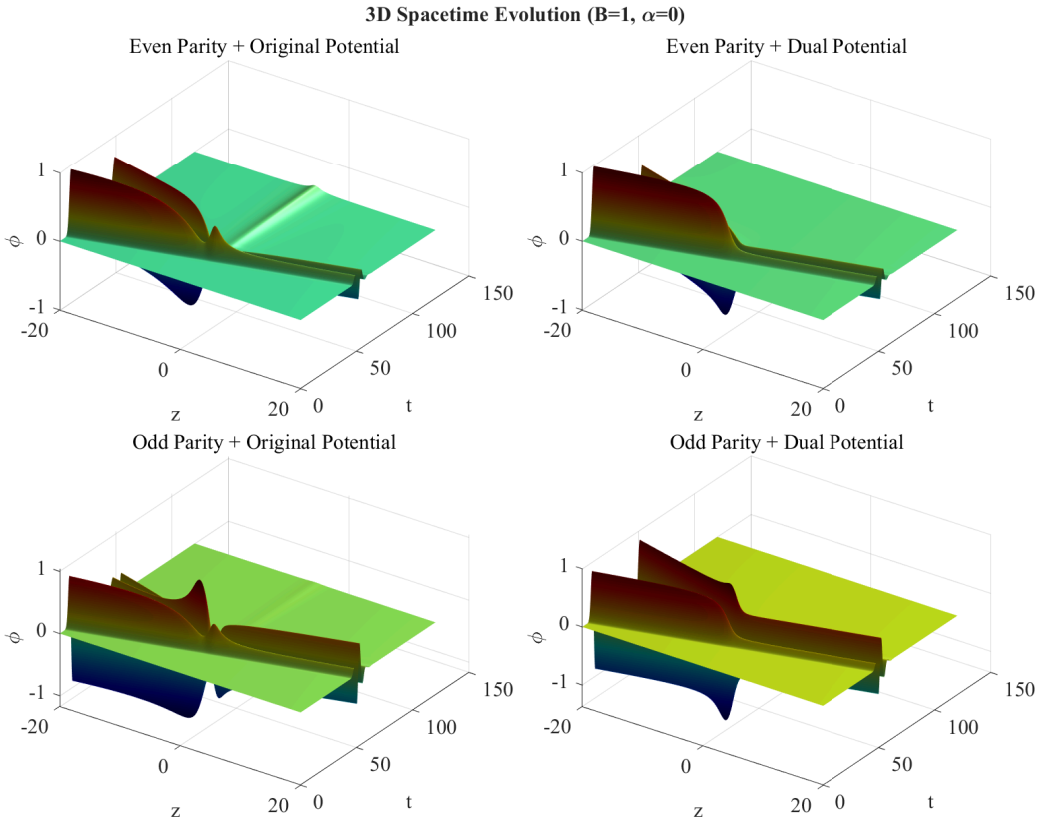 3D Spacetime Evolution (B=1, α=0)
Even Parity + Original Potential
1
0
-1
ϕ
-20
0
20
z
0
50
100
150
t
Even Parity + Dual Potential
1
0
-1
ϕ
-20
0
20
z
0
50
100
150
t
Odd Parity + Original Potential
1
0
-1
ϕ
-20
0
20
z
0
50
100
150
t
Odd Parity + Dual Potential
1
0
-1
ϕ
-20
0
20
z
0
50
100
150
t